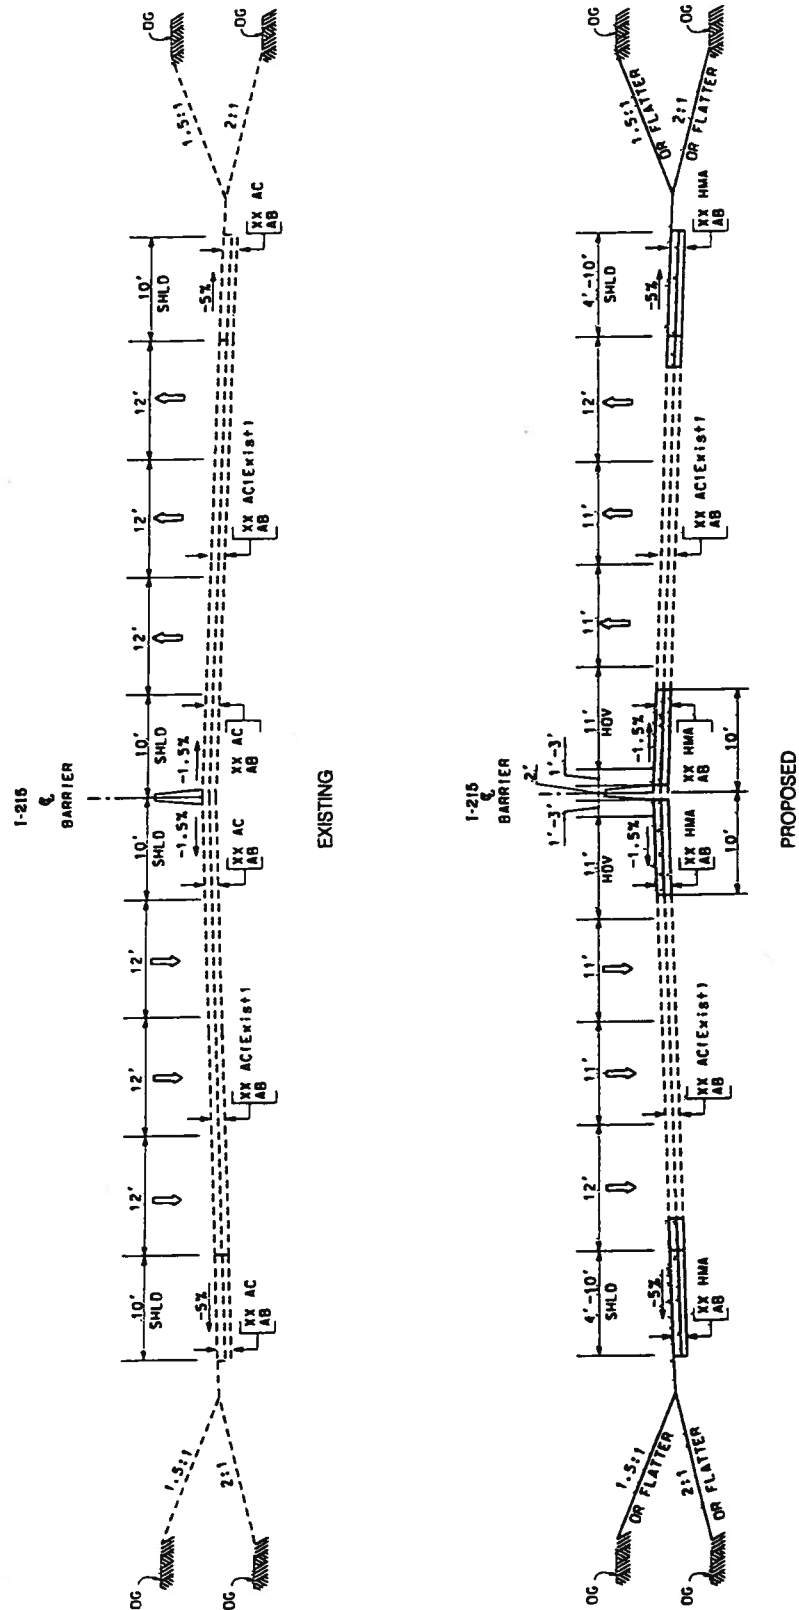 I-215
℄
BARRIER
10'
SHLD
12'
12'
12'
10'
SHLD
10'
SHLD
12'
12'
12'
10'
SHLD
OG
OG
1.5:1
2:1
-5%
XX AC
AB
XX AC(Exist)
AB
-1.5%
XX AC
AB
-1.5%
XX AC
AB
XX AC(Exist)
AB
-5%
XX AC
AB
1.5:1
2:1
OG
OG
EXISTING
I-215
℄
BARRIER
4'-10'
SHLD
12'
11'
11'
11'
HOV
1'-3'
2'
1'-3'
11'
HOV
11'
11'
12'
4'-10'
SHLD
OG
OG
1.5:1
OR FLATTER
2:1
OR FLATTER
-5%
XX HMA
AB
XX AC(Exist)
AB
-1.5%
XX HMA
AB
10'
-1.5%
XX HMA
AB
10'
XX AC(Exist)
AB
-5%
XX HMA
AB
1.5:1
OR FLATTER
2:1
OR FLATTER
OG
OG
PROPOSED